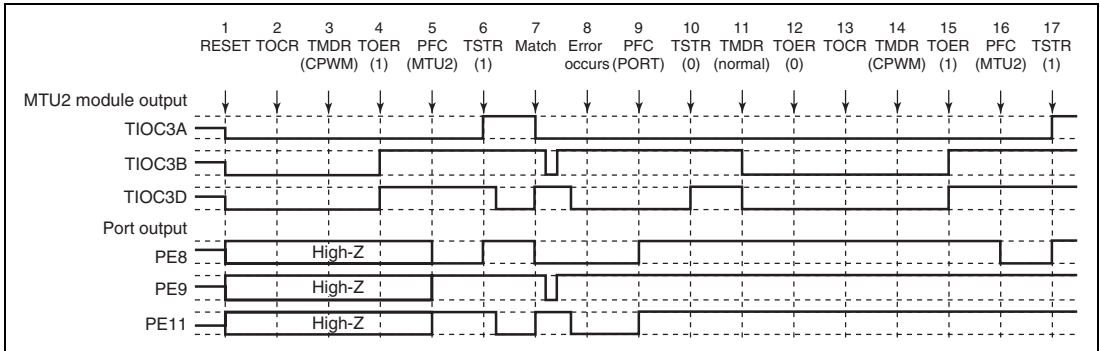 1 2 3 4 5 6 7 8 9 10 11 12 13 14 15 16 17
RESET TOCR TMDR TOER PFC TSTR Match Error PFC TSTR TMDR TOER TOCR TMDR TOER PFC TSTR
(CPWM) (1) (MTU2) (1) occurs (PORT) (0) (normal) (0) (CPWM) (1) (MTU2) (1)
MTU2 module output
TIOC3A
TIOC3B
TIOC3D
Port output
PE8 High-Z
PE9 High-Z
PE11 High-Z